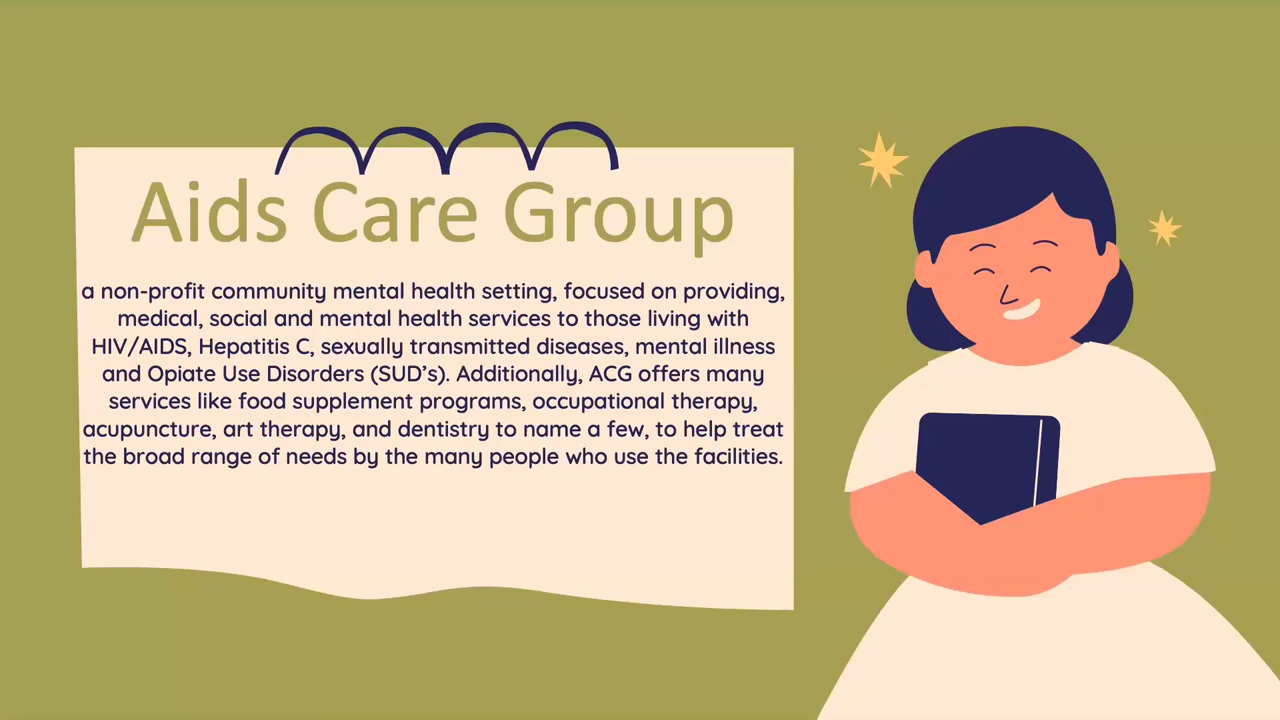 Aids Care Group
a non-profit community mental health setting, focused on providing,
medical, social and mental health services to those living with
HIV/AIDS, Hepatitis C, sexually transmitted diseases, mental illness
and Opiate Use Disorders (SUD’s). Additionally, ACG offers many
services like food supplement programs, occupational therapy,
acupuncture, art therapy, and dentistry to name a few, to help treat
the broad range of needs by the many people who use the facilities.